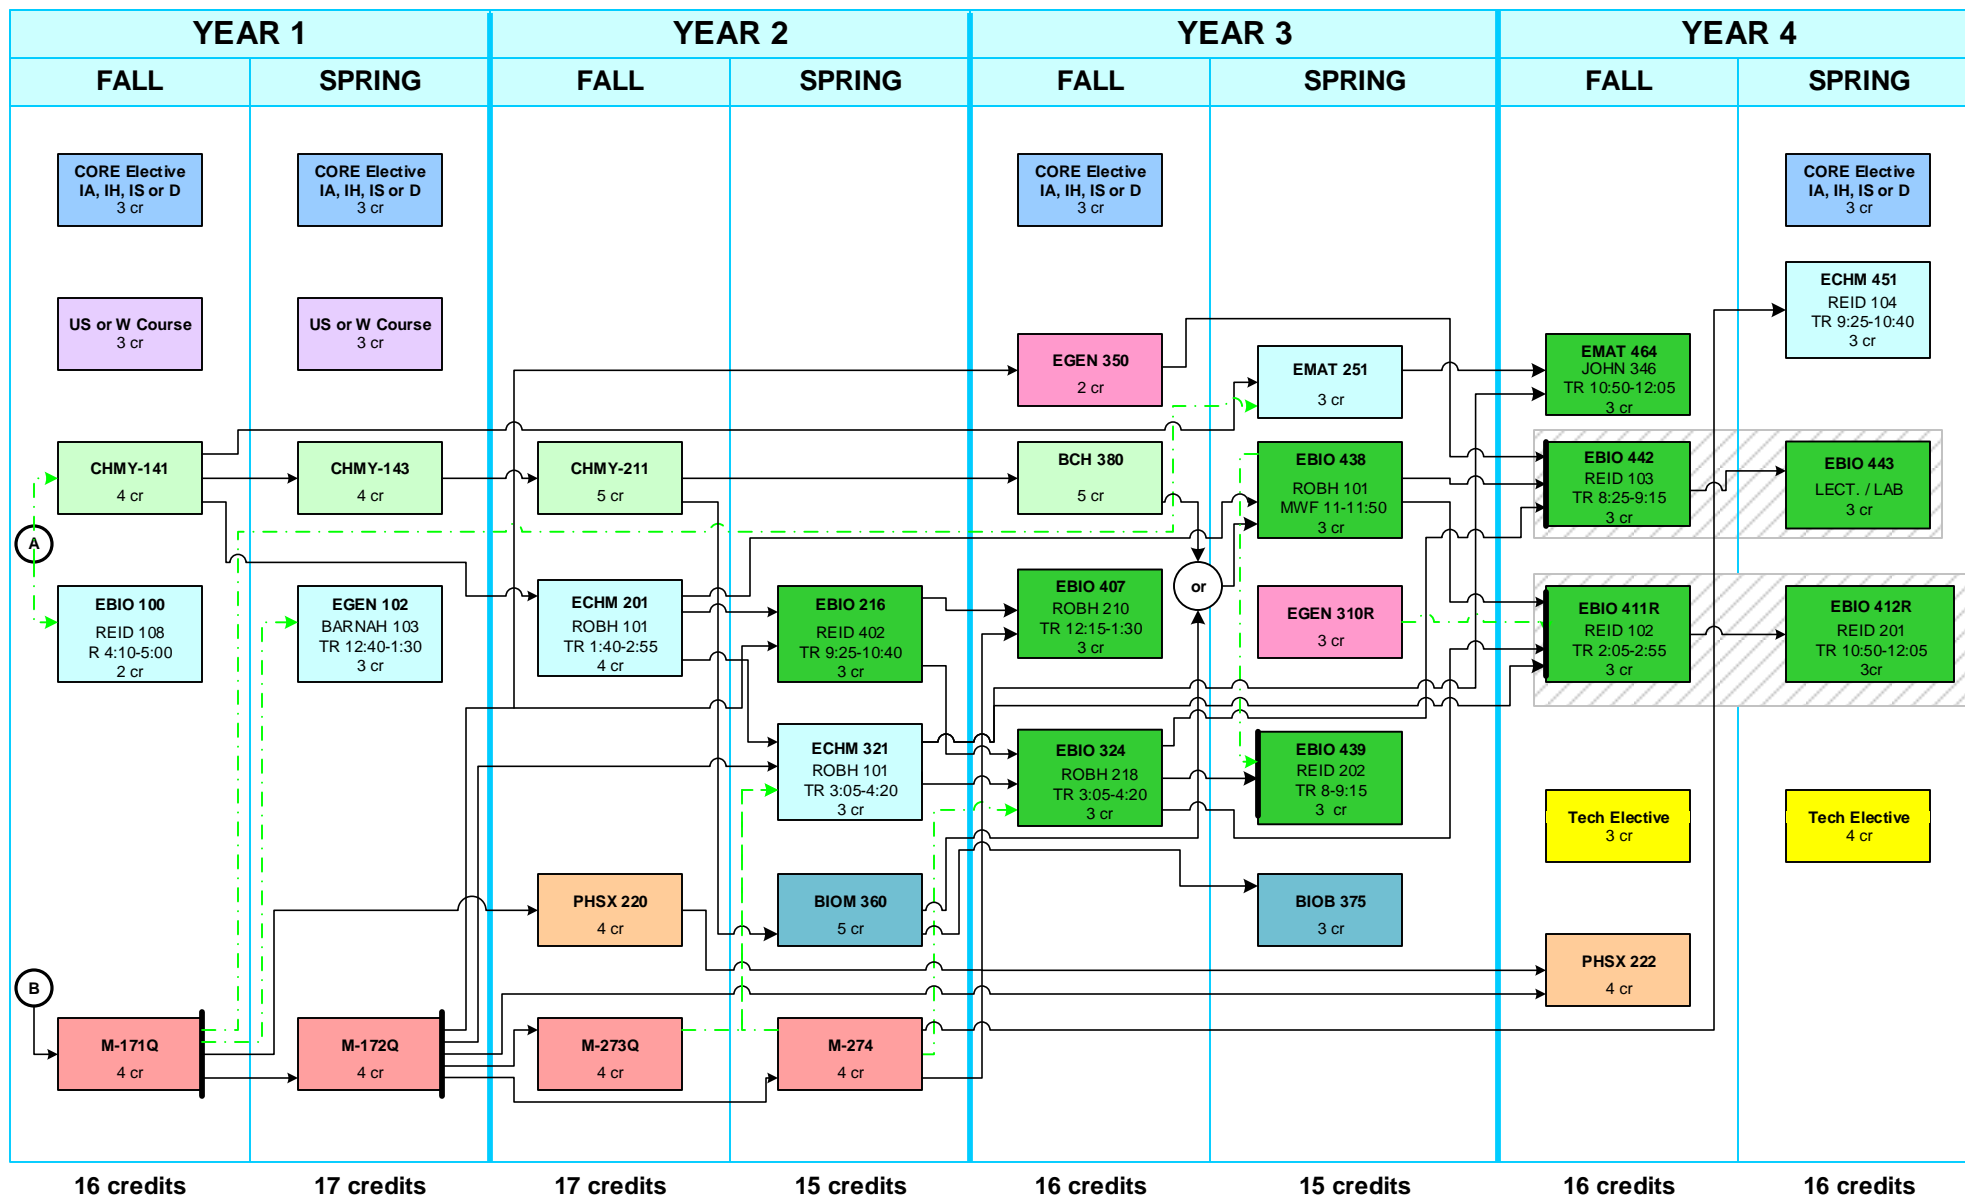 YEAR 1
YEAR 2
YEAR 3
YEAR 4
FALL
SPRING
FALL
SPRING
FALL
SPRING
FALL
SPRING
CORE Elective
IA, IH, IS or D
3 cr
US or W Course
3 cr
CHMY-141
4 cr
A
EBIO 100
REID 108
R 4:10-5:00
2 cr
B
M-171Q
4 cr
CORE Elective
IA, IH, IS or D
3 cr
US or W Course
3 cr
CHMY-143
4 cr
EGEN 102
BARNAH 103
TR 12:40-1:30
3 cr
M-172Q
4 cr
CHMY-211
5 cr
ECHM 201
ROBH 101
TR 1:40-2:55
4 cr
PHSX 220
4 cr
M-273Q
4 cr
EBIO 216
REID 402
TR 9:25-10:40
3 cr
ECHM 321
ROBH 101
TR 3:05-4:20
3 cr
BIOM 360
5 cr
M-274
4 cr
CORE Elective
IA, IH, IS or D
3 cr
EGEN 350
2 cr
BCH 380
5 cr
EBIO 407
ROBH 210
TR 12:15-1:30
3 cr
or
EBIO 324
ROBH 218
TR 3:05-4:20
3 cr
EMAT 251
3 cr
EBIO 438
ROBH 101
MWF 11-11:50
3 cr
EGEN 310R
3 cr
EBIO 439
REID 202
TR 8-9:15
3 cr
BIOB 375
3 cr
EMAT 464
JOHN 346
TR 10:50-12:05
3 cr
EBIO 442
REID 103
TR 8:25-9:15
3 cr
EBIO 411R
REID 102
TR 2:05-2:55
3 cr
Tech Elective
3 cr
PHSX 222
4 cr
CORE Elective
IA, IH, IS or D
3 cr
ECHM 451
REID 104
TR 9:25-10:40
3 cr
EBIO 443
LECT. / LAB
3 cr
EBIO 412R
REID 201
TR 10:50-12:05
3cr
Tech Elective
4 cr
16 credits
17 credits
17 credits
15 credits
16 credits
15 credits
16 credits
16 credits